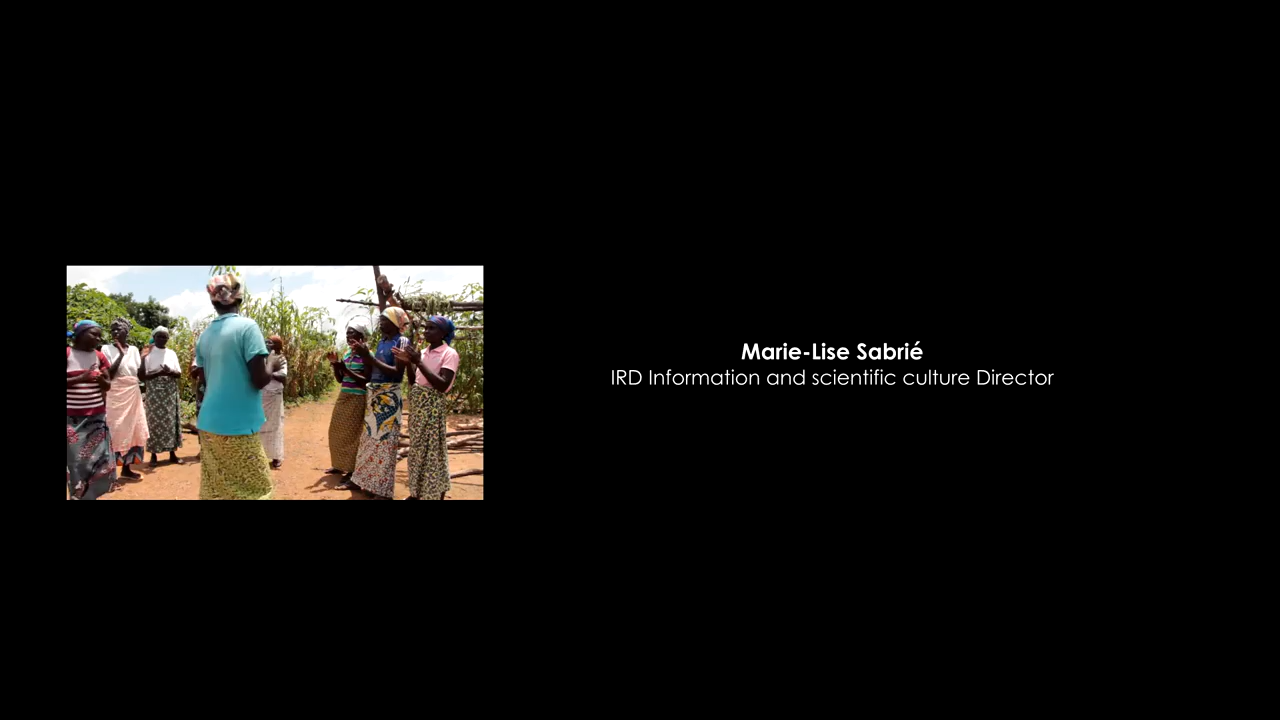 Marie-Lise Sabrié
IRD Information and scientific culture Director